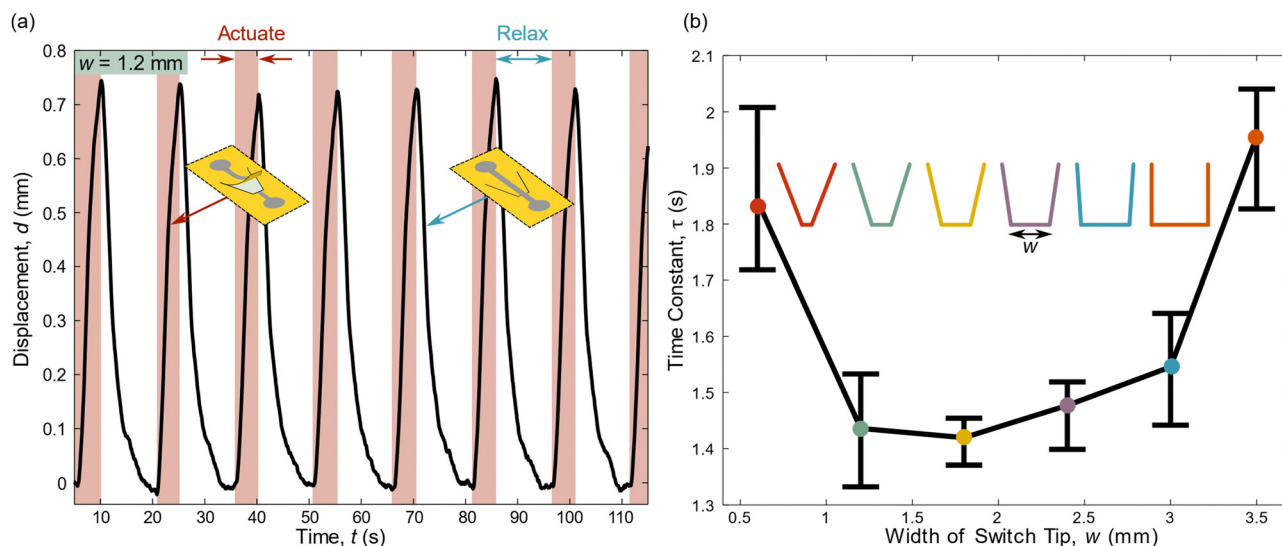 (a)
Actuate
Relax
w = 1.2 mm
0.8
0.7
0.6
0.5
0.4
0.3
0.2
0.1
0
Displacement, d (mm)
10 20 30 40 50 60 70 80 90 100 110
Time, t (s)
(b)
2.1
2
1.9
1.8
1.7
1.6
1.5
1.4
1.3
Time Constant, τ (s)
w
0.5 1 1.5 2 2.5 3 3.5
Width of Switch Tip, w (mm)